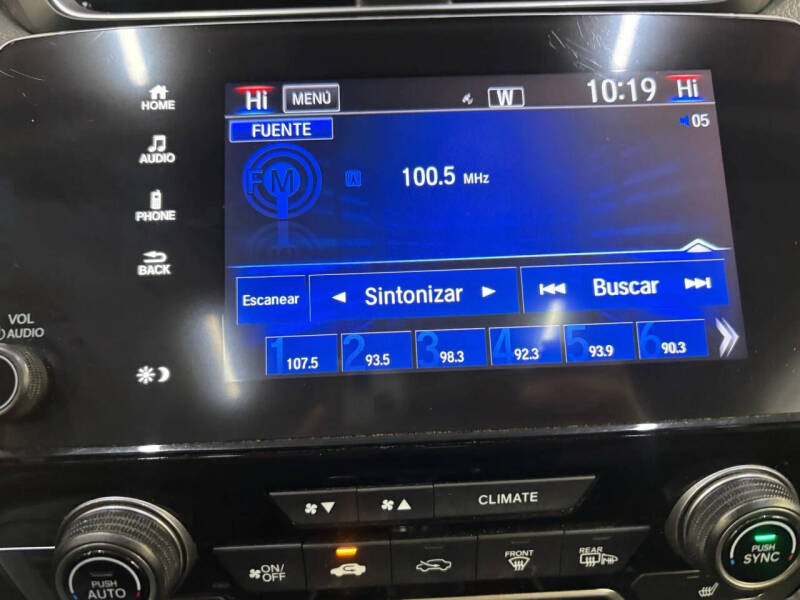 Hi MENÚ W 10:19 Hi
HOME
FUENTE 05
AUDIO
FM 100.5 MHz
PHONE
BACK
Escanear ◄ Sintonizar ► Buscar
VOL
AUDIO
1 107.5 2 93.5 3 98.3 4 92.3 5 93.9 6 90.3
CLIMATE
ON/
OFF
FRONT
REAR
PUSH
AUTO
PUSH
SYNC